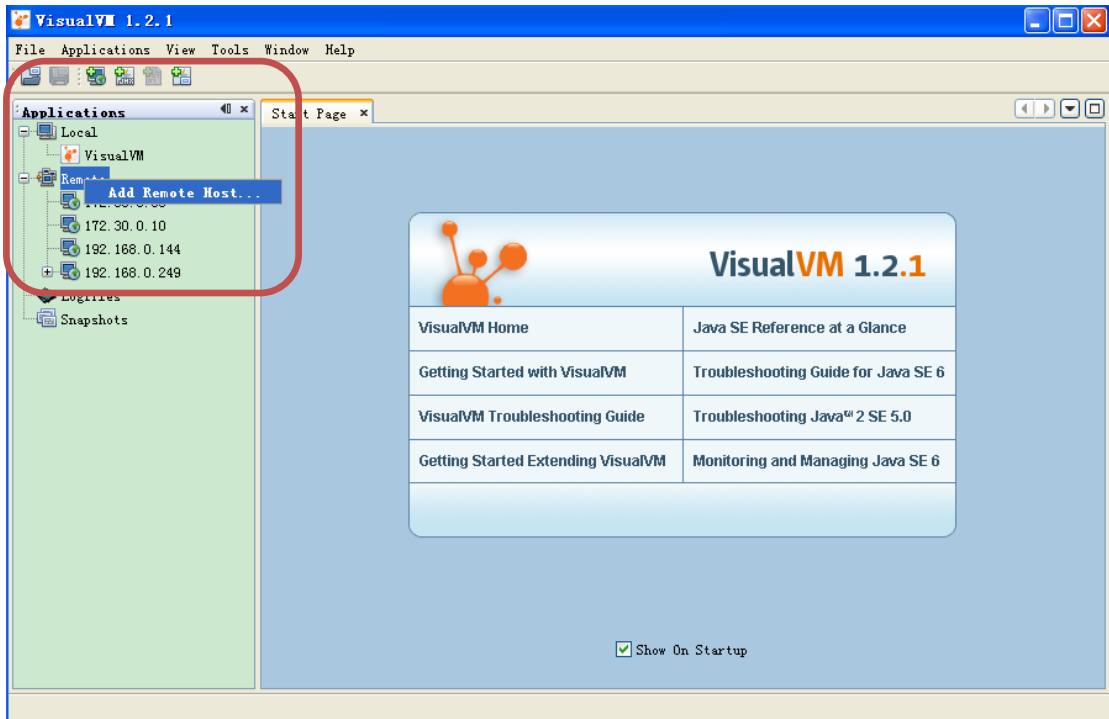 VisualVM 1.2.1
File Applications View Tools Window Help
Applications
Start Page
Local
VisualVM
Remote
Add Remote Host...
172.30.0.10
192.168.0.144
192.168.0.249
Logfiles
Snapshots
VisualVM 1.2.1
VisualVM Home
Java SE Reference at a Glance
Getting Started with VisualVM
Troubleshooting Guide for Java SE 6
VisualVM Troubleshooting Guide
Troubleshooting Java™ 2 SE 5.0
Getting Started Extending VisualVM
Monitoring and Managing Java SE 6
Show On Startup